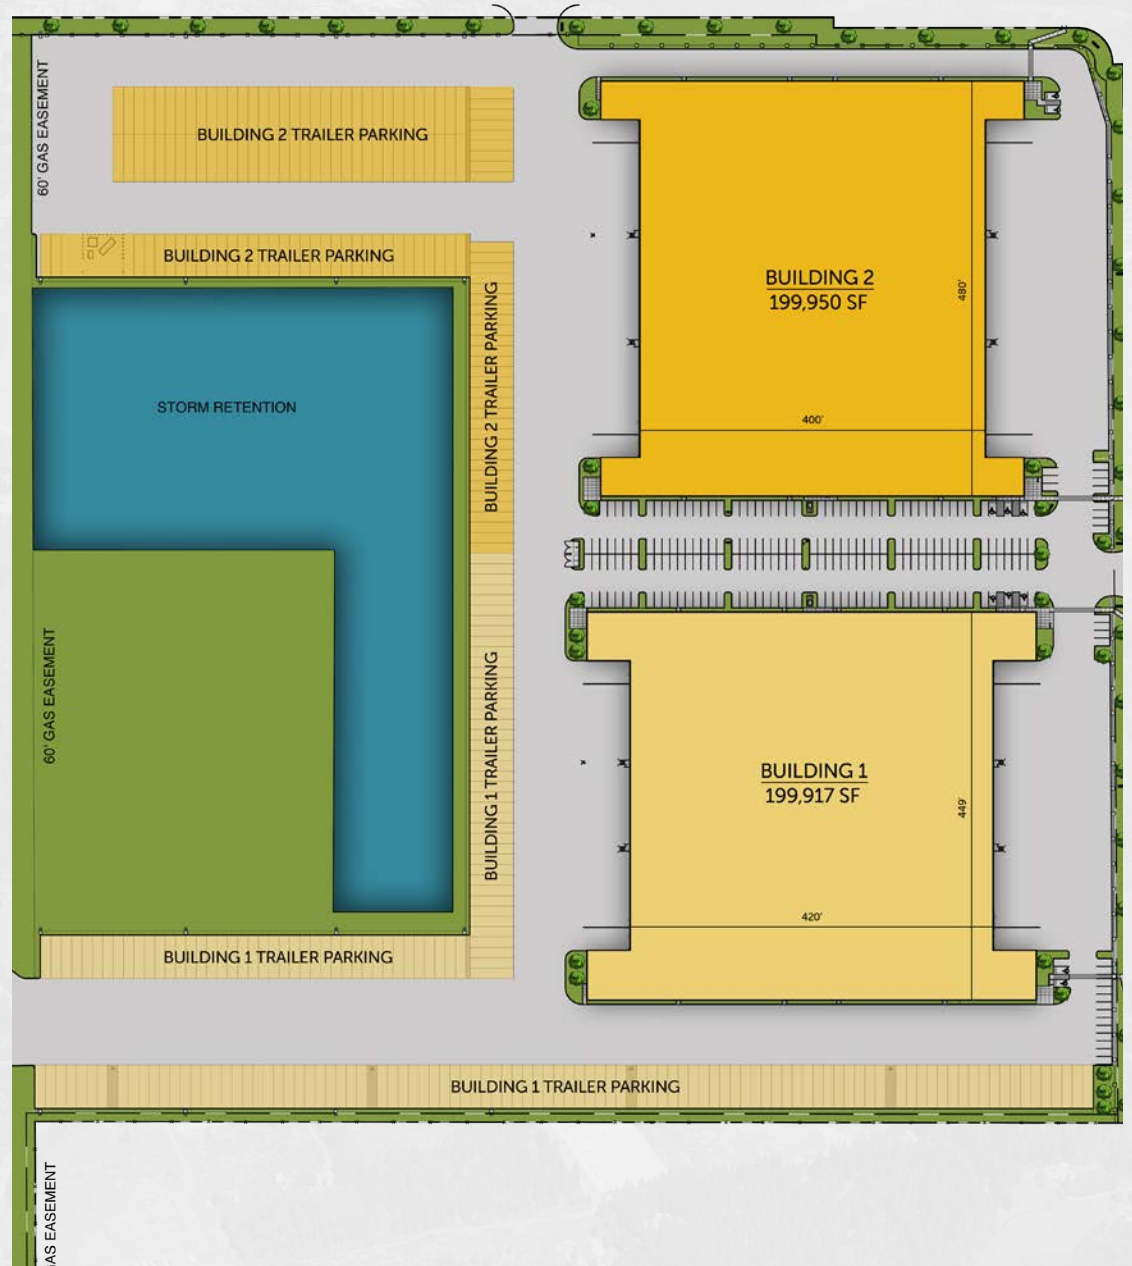 60' GAS EASEMENT
BUILDING 2 TRAILER PARKING
BUILDING 2 TRAILER PARKING
BUILDING 2 TRAILER PARKING
STORM RETENTION
BUILDING 2
199,950 SF
480'
400'
60' GAS EASEMENT
BUILDING 1 TRAILER PARKING
BUILDING 1
199,917 SF
449'
420'
BUILDING 1 TRAILER PARKING
BUILDING 1 TRAILER PARKING
EASEMENT